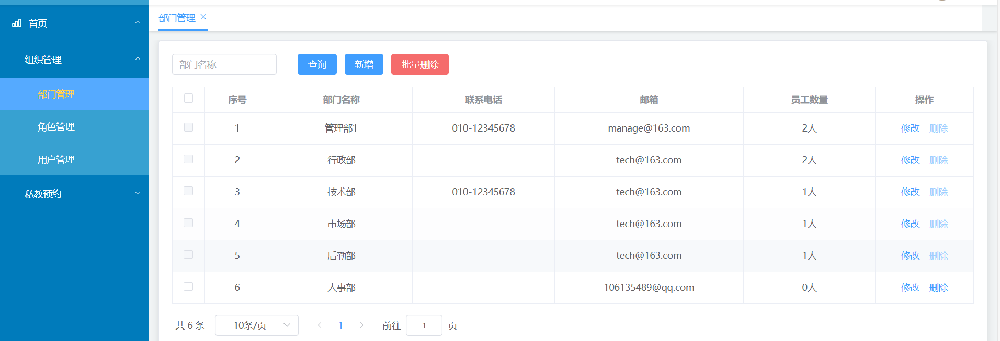 首页
组织管理
部门管理
角色管理
用户管理
私教预约
部门管理
部门名称 查询 新增 批量删除
序号 部门名称 联系电话 邮箱 员工数量 操作
1 管理部1 010-12345678 manage@163.com 2人 修改 删除
2 行政部 tech@163.com 2人 修改 删除
3 技术部 010-12345678 tech@163.com 1人 修改 删除
4 市场部 tech@163.com 1人 修改 删除
5 后勤部 tech@163.com 1人 修改 删除
6 人事部 106135489@qq.com 0人 修改 删除
共 6 条 10条/页 1 前往 1 页